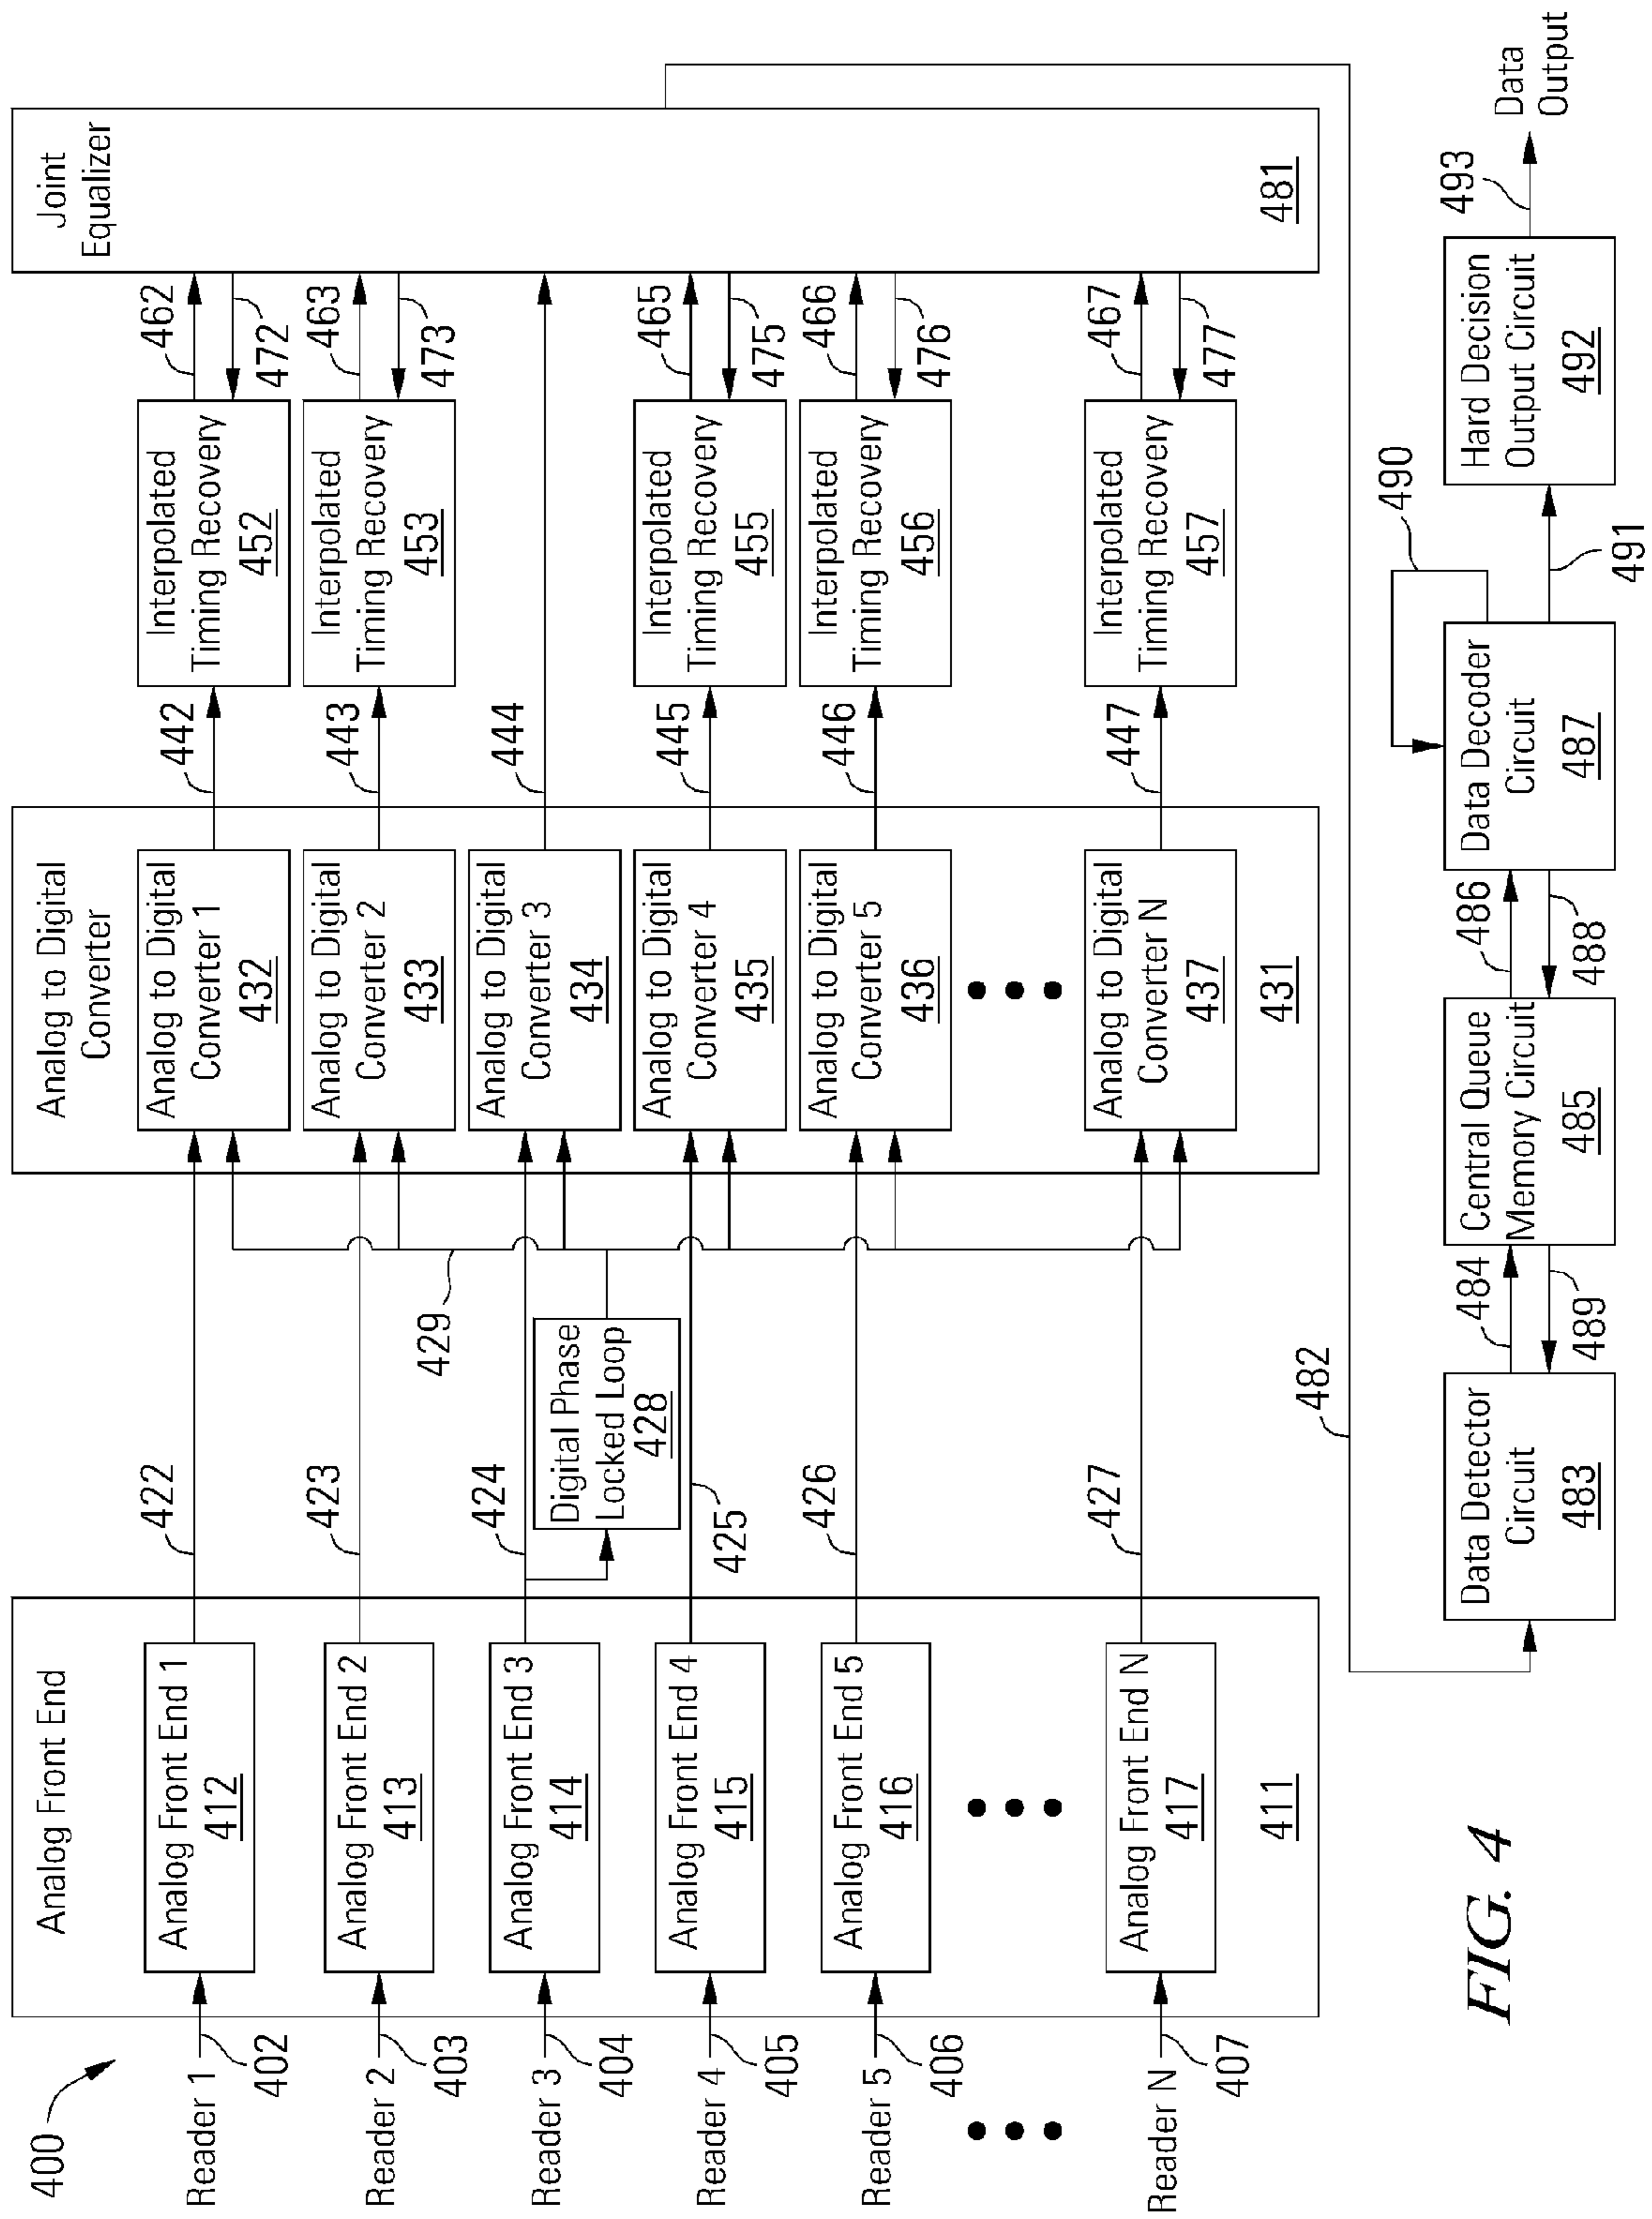 400
Analog Front End
Analog to Digital
Converter
Joint
Equalizer
Reader 1
402
Analog Front End 1
412
422
Analog to Digital
Converter 1
432
442
Interpolated
Timing Recovery
452
462
472
Reader 2
403
Analog Front End 2
413
423
429
Analog to Digital
Converter 2
433
443
Interpolated
Timing Recovery
453
463
473
Reader 3
404
Analog Front End 3
414
424
Digital Phase
Locked Loop
428
Analog to Digital
Converter 3
434
444
Reader 4
405
Analog Front End 4
415
425
Analog to Digital
Converter 4
435
445
Interpolated
Timing Recovery
455
465
475
Reader 5
406
Analog Front End 5
416
426
Analog to Digital
Converter 5
436
446
Interpolated
Timing Recovery
456
466
476
Reader N
407
Analog Front End N
417
427
Analog to Digital
Converter N
437
447
Interpolated
Timing Recovery
457
467
477
411
431
481
482
Data Detector
Circuit
483
484
489
Central Queue
Memory Circuit
485
486
488
Data Decoder
Circuit
487
490
491
Hard Decision
Output Circuit
492
493
Data
Output
FIG. 4